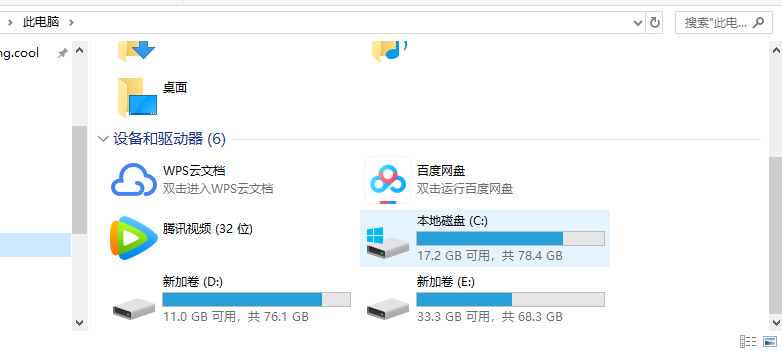 此电脑
搜索"此电...
ng.cool
桌面
设备和驱动器 (6)
WPS云文档
双击进入WPS云文档
百度网盘
双击运行百度网盘
腾讯视频 (32 位)
本地磁盘 (C:)
17.2 GB 可用，共 78.4 GB
新加卷 (D:)
11.0 GB 可用，共 76.1 GB
新加卷 (E:)
33.3 GB 可用，共 68.3 GB